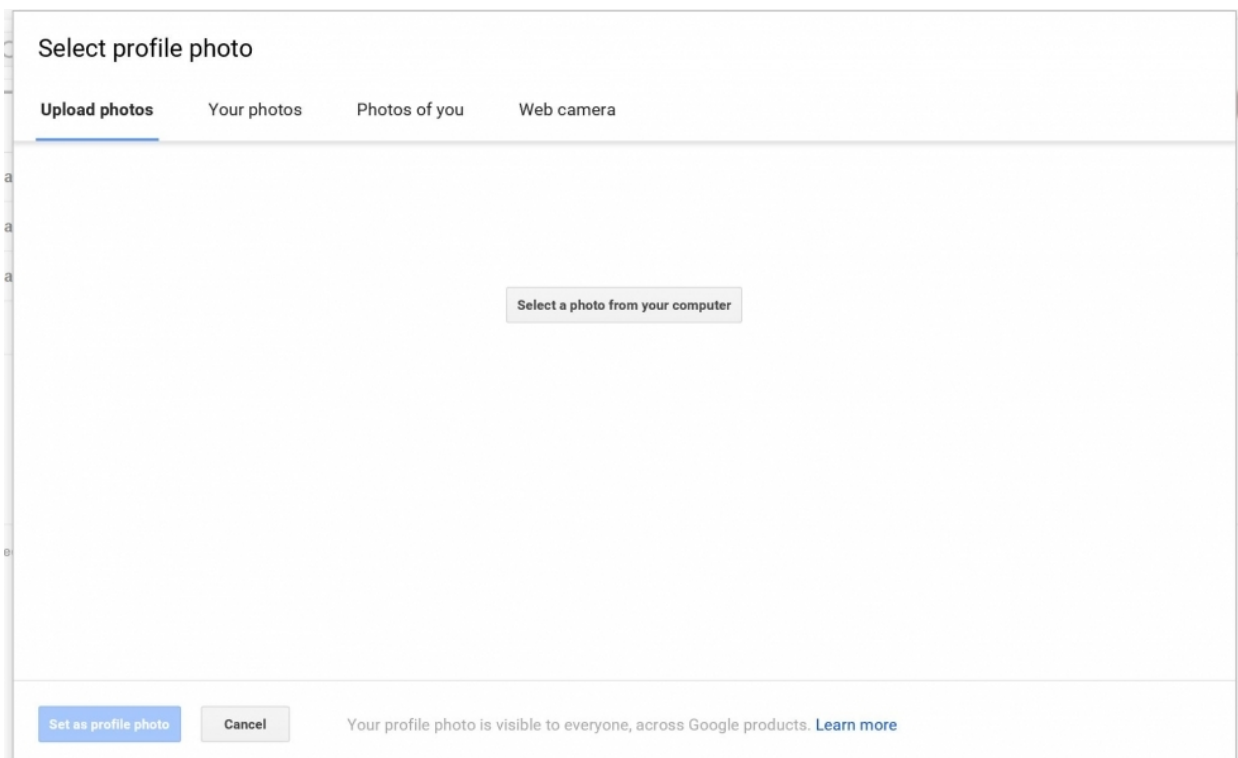 Select profile photo
Upload photos Your photos Photos of you Web camera
a
a
a
Select a photo from your computer
e
Set as profile photo Cancel Your profile photo is visible to everyone, across Google products. Learn more